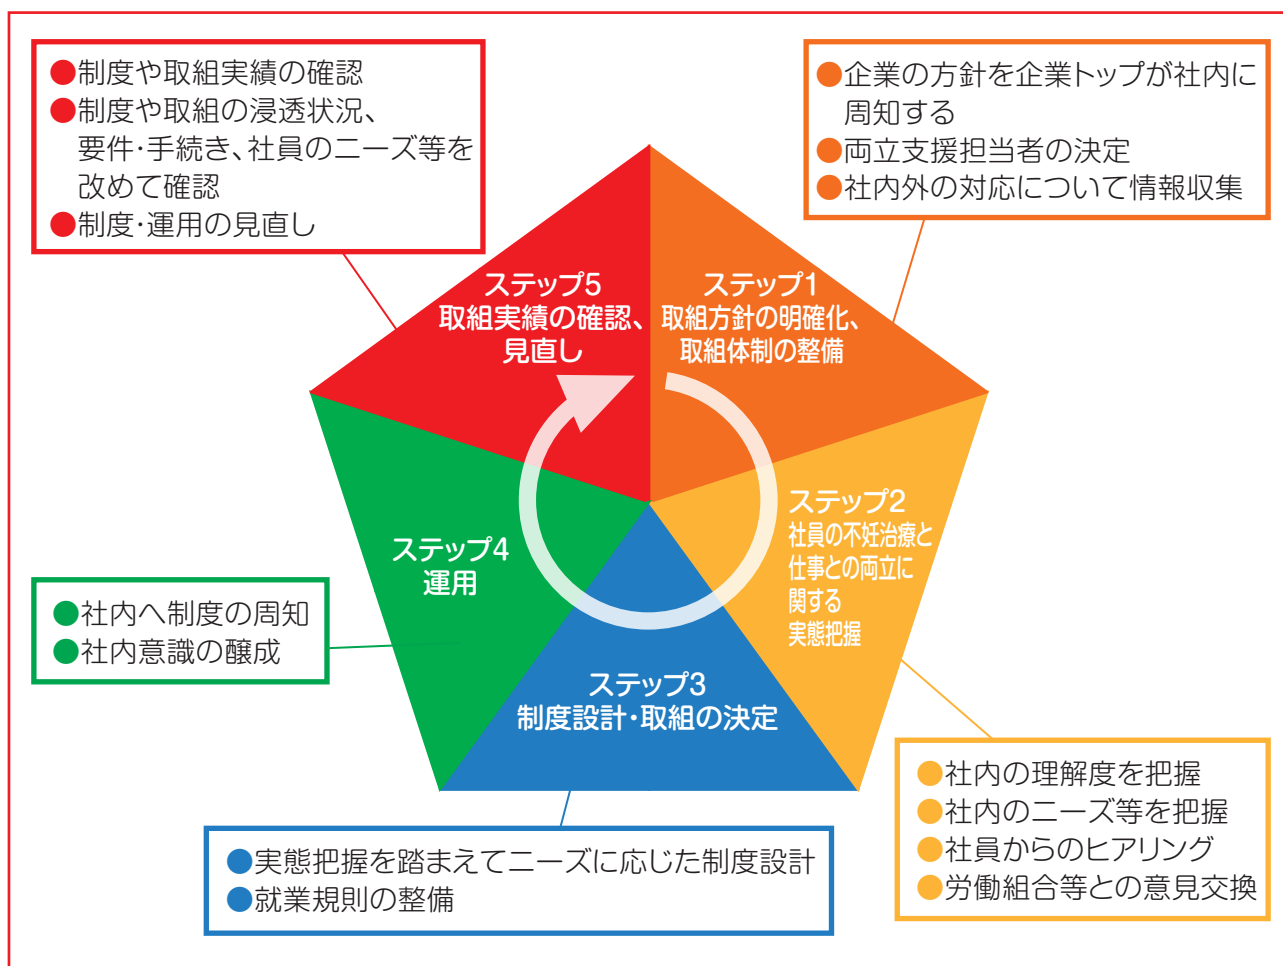 ●制度や取組実績の確認
●制度や取組の浸透状況、
要件・手続き、社員のニーズ等を
改めて確認
●制度・運用の見直し
●企業の方針を企業トップが社内に
周知する
●両立支援担当者の決定
●社内外の対応について情報収集
ステップ5
取組実績の確認、
見直し
ステップ1
取組方針の明確化、
取組体制の整備
ステップ2
社員の不妊治療と
仕事との両立に
関する
実態把握
ステップ4
運用
●社内へ制度の周知
●社内意識の醸成
ステップ3
制度設計・取組の決定
●社内の理解度を把握
●社内のニーズ等を把握
●社員からのヒアリング
●労働組合等との意見交換
●実態把握を踏まえてニーズに応じた制度設計
●就業規則の整備